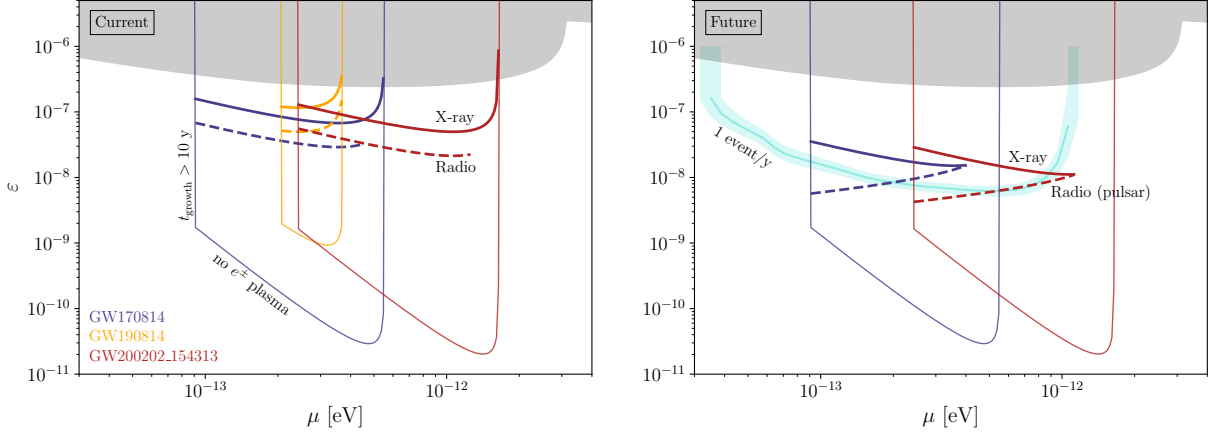 Current
10⁻⁶
10⁻⁷
10⁻⁸
10⁻⁹
10⁻¹⁰
10⁻¹¹
ε
t_growth > 10 y
no e± plasma
X-ray
Radio
GW170814
GW190814
GW200202_154313
10⁻¹³
10⁻¹²
μ [eV]
Future
10⁻⁶
10⁻⁷
10⁻⁸
10⁻⁹
10⁻¹⁰
10⁻¹¹
1 event/y
X-ray
Radio (pulsar)
10⁻¹³
10⁻¹²
μ [eV]